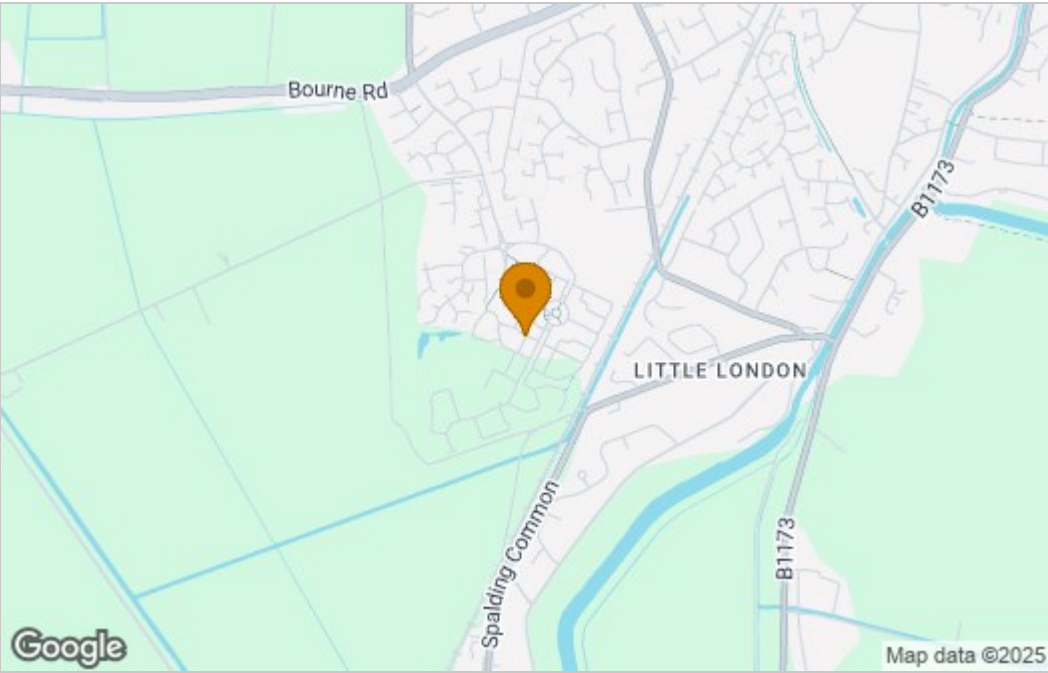 Bourne Rd
B1173
LITTLE LONDON
Spalding Common
B1173
Google
Map data ©2025